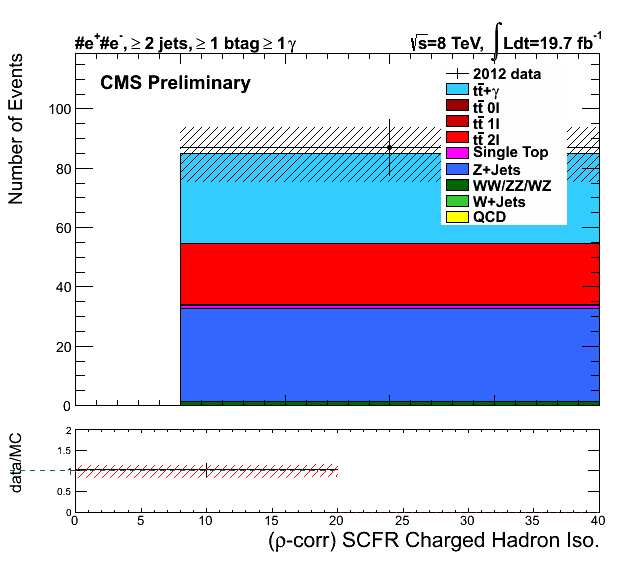 #e⁺#e⁻, ≥ 2 jets, ≥ 1 btag ≥ 1 γ
√s=8 TeV, ∫ Ldt=19.7 fb⁻¹
CMS Preliminary
Number of Events
100
80
60
40
20
0
2012 data
tt̄+γ
tt̄ 0l
tt̄ 1l
tt̄ 2l
Single Top
Z+Jets
WW/ZZ/WZ
W+Jets
QCD
data/MC
2
1.5
1
0.5
0
0 5 10 15 20 25 30 35 40
(ρ-corr) SCFR Charged Hadron Iso.